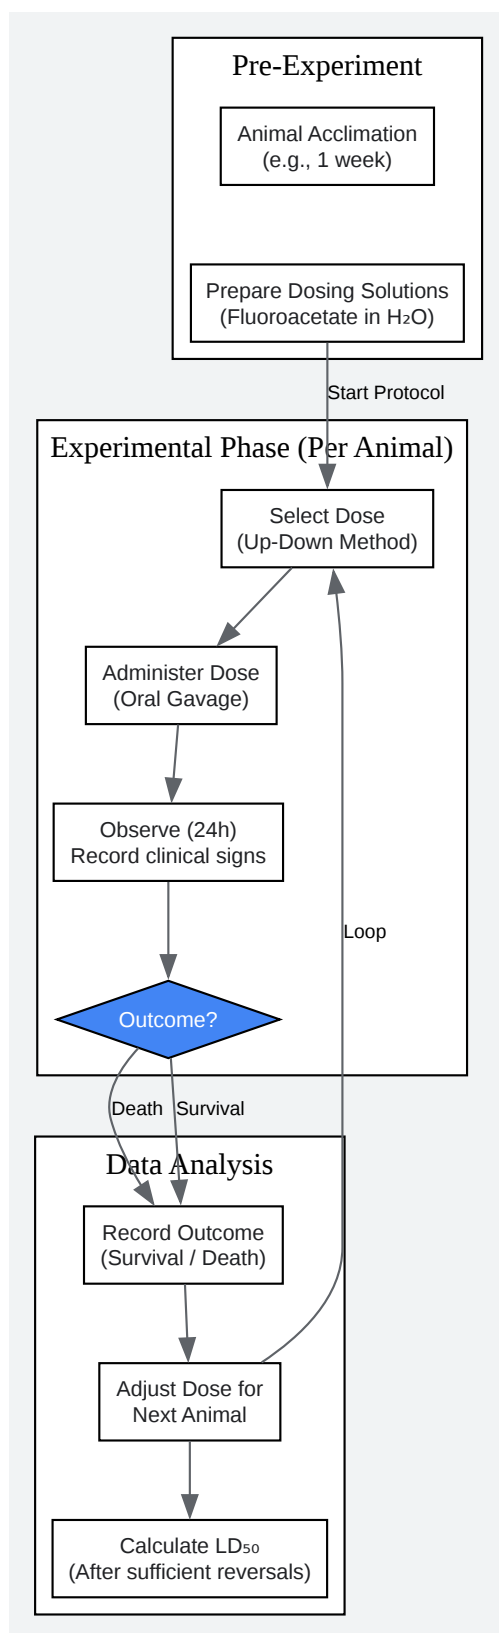 Pre-Experiment
Animal Acclimation
(e.g., 1 week)
Prepare Dosing Solutions
(Fluoroacetate in H₂O)
Start Protocol
Experimental Phase (Per Animal)
Select Dose
(Up-Down Method)
Administer Dose
(Oral Gavage)
Observe (24h)
Record clinical signs
Loop
Outcome?
Death
Survival
Data Analysis
Record Outcome
(Survival / Death)
Adjust Dose for
Next Animal
Calculate LD₅₀
(After sufficient reversals)